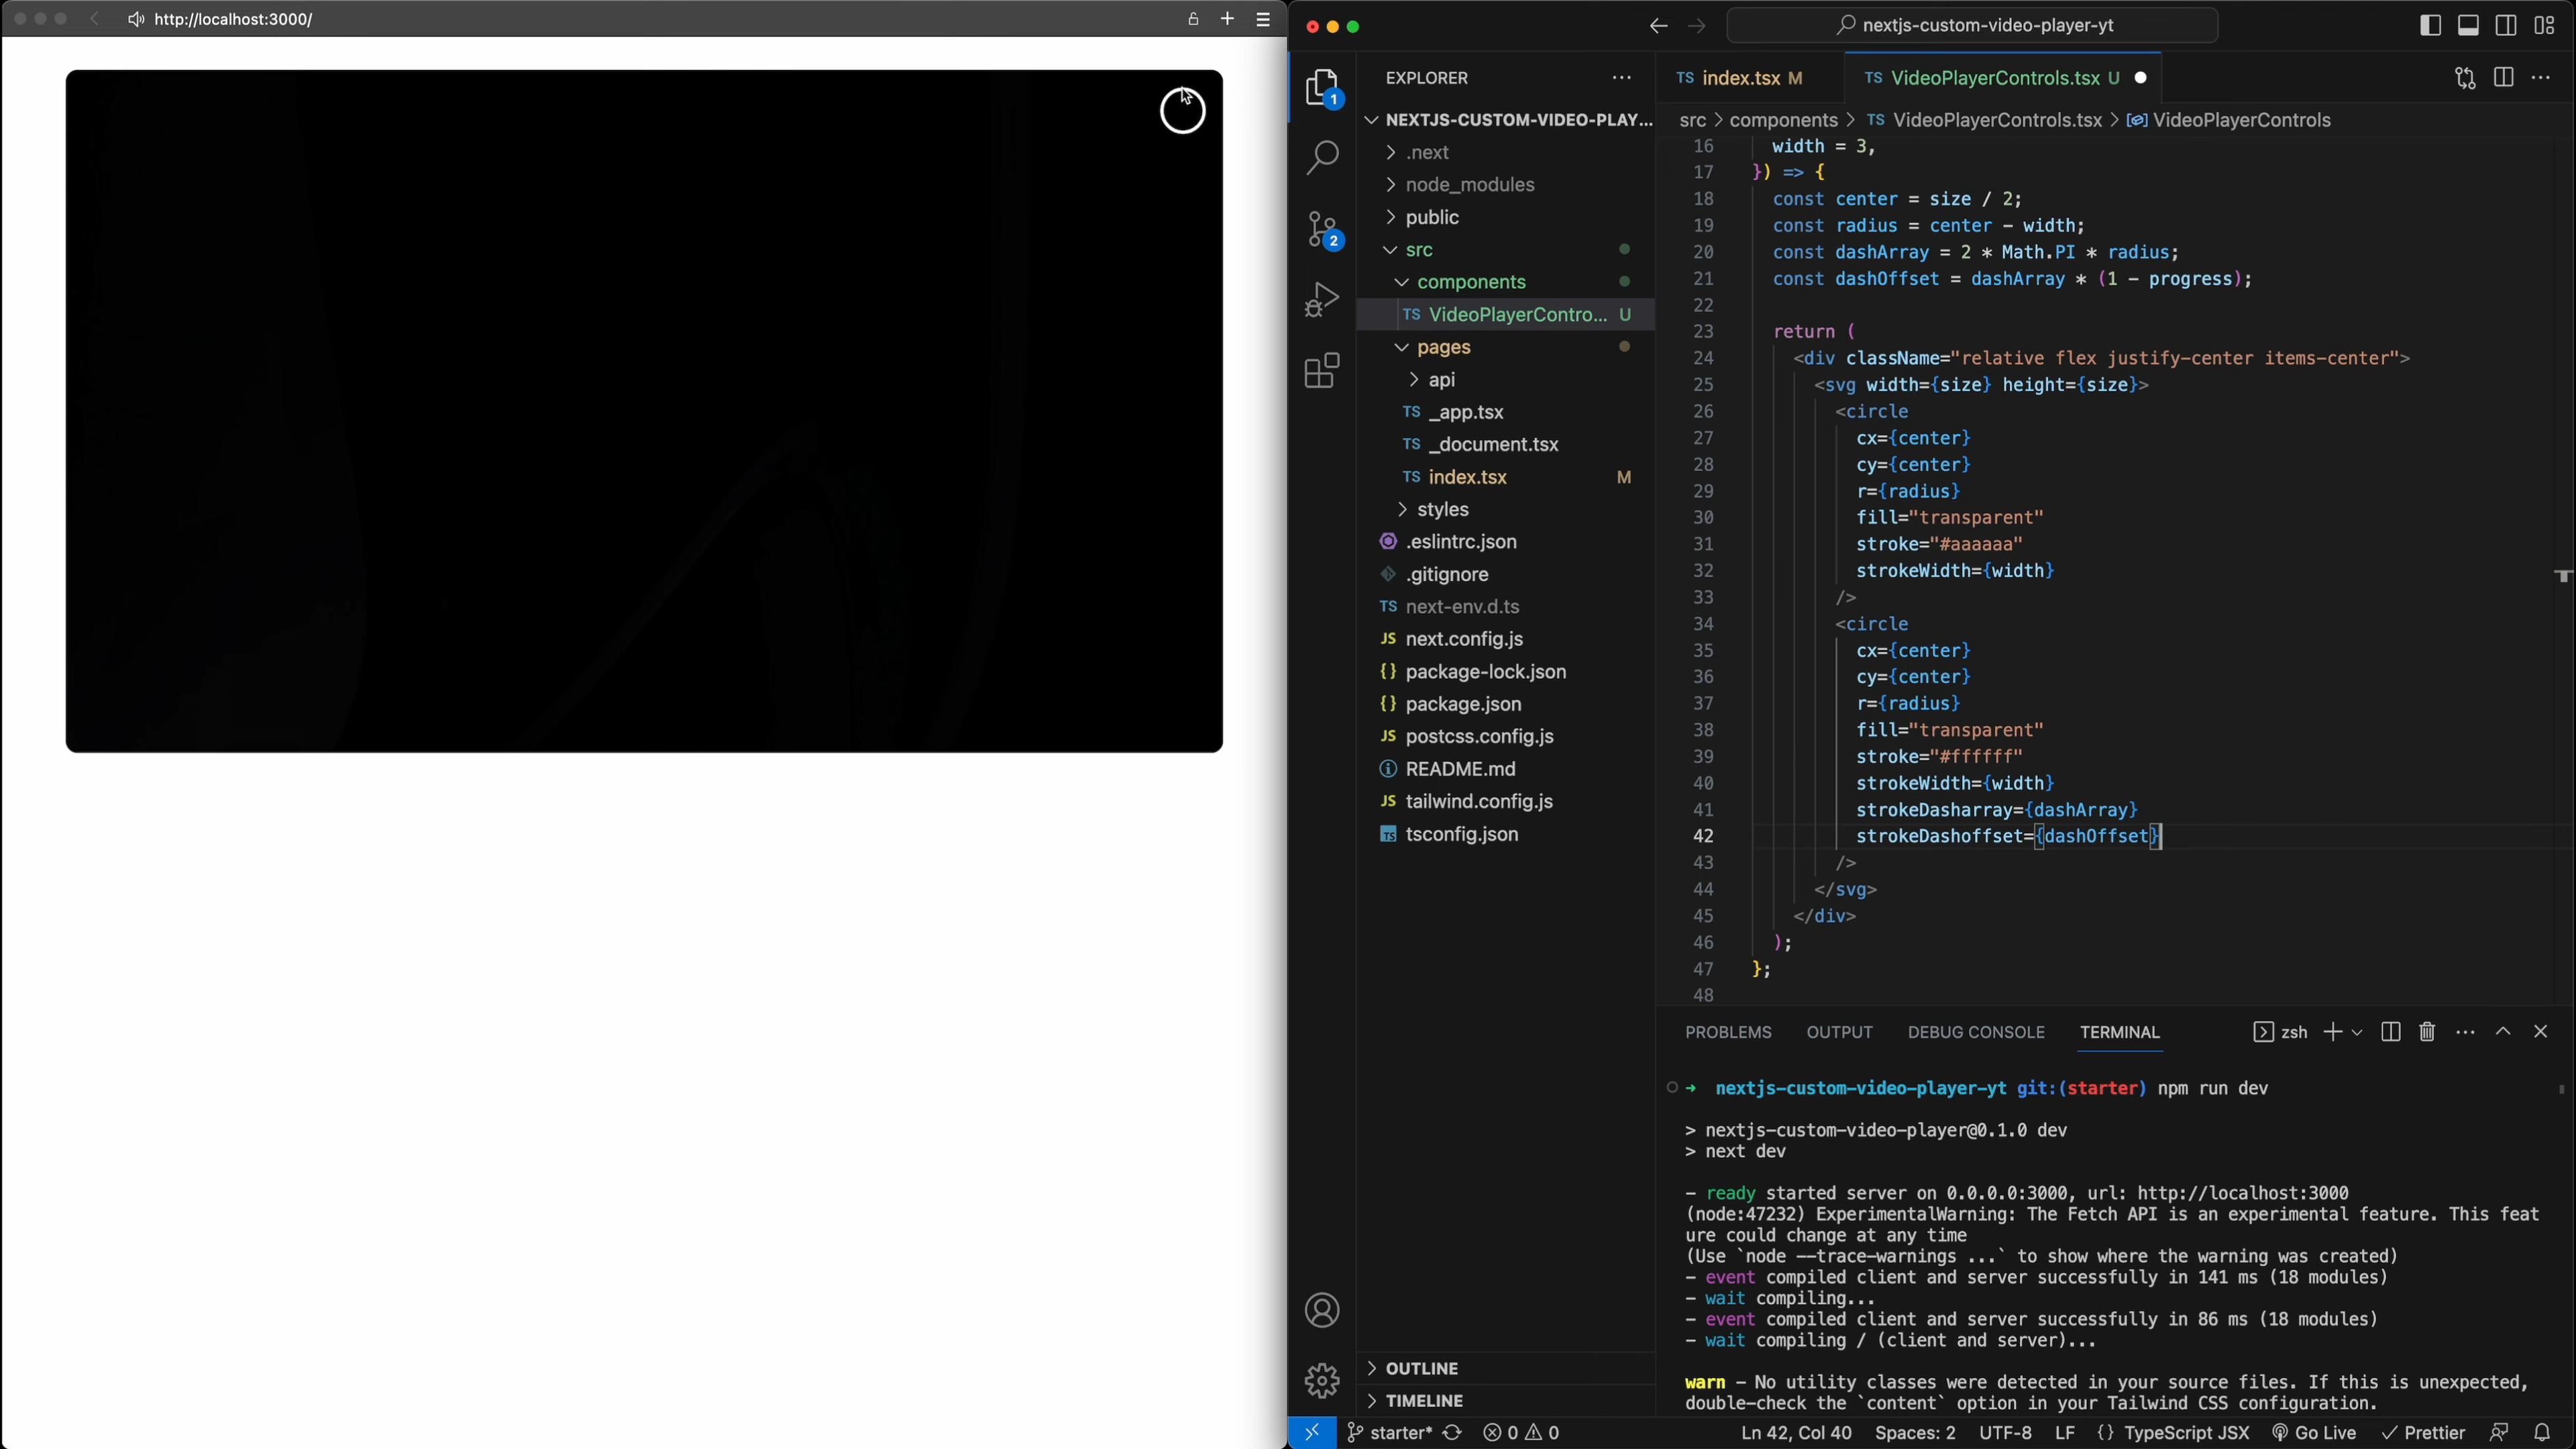 http://localhost:3000/
nextjs-custom-video-player-yt
EXPLORER
NEXTJS-CUSTOM-VIDEO-PLAY...
.next
node_modules
public
src
components
TS VideoPlayerContro... U
pages
api
TS _app.tsx
TS _document.tsx
TS index.tsx M
styles
.eslintrc.json
.gitignore
TS next-env.d.ts
JS next.config.js
{} package-lock.json
{} package.json
JS postcss.config.js
README.md
JS tailwind.config.js
TS tsconfig.json
OUTLINE
TIMELINE
1
2
TS index.tsx M
TS VideoPlayerControls.tsx U
src > components > TS VideoPlayerControls.tsx > VideoPlayerControls
16 width = 3,
17 }) => {
18 const center = size / 2;
19 const radius = center - width;
20 const dashArray = 2 * Math.PI * radius;
21 const dashOffset = dashArray * (1 - progress);
22
23 return (
24 <div className="relative flex justify-center items-center">
25 <svg width={size} height={size}>
26 <circle
27 cx={center}
28 cy={center}
29 r={radius}
30 fill="transparent"
31 stroke="#aaaaaa"
32 strokeWidth={width}
33 />
34 <circle
35 cx={center}
36 cy={center}
37 r={radius}
38 fill="transparent"
39 stroke="#ffffff"
40 strokeWidth={width}
41 strokeDasharray={dashArray}
42 strokeDashoffset={dashOffset}
43 />
44 </svg>
45 </div>
46 );
47 };
48
PROBLEMS OUTPUT DEBUG CONSOLE TERMINAL zsh
nextjs-custom-video-player-yt git:(starter) npm run dev
> nextjs-custom-video-player@0.1.0 dev
> next dev
- ready started server on 0.0.0.0:3000, url: http://localhost:3000
(node:47232) ExperimentalWarning: The Fetch API is an experimental feature. This feat
ure could change at any time
(Use `node --trace-warnings ...` to show where the warning was created)
- event compiled client and server successfully in 141 ms (18 modules)
- wait compiling...
- event compiled client and server successfully in 86 ms (18 modules)
- wait compiling / (client and server)...
warn - No utility classes were detected in your source files. If this is unexpected,
double-check the `content` option in your Tailwind CSS configuration.
starter* 0 0 Ln 42, Col 40 Spaces: 2 UTF-8 LF {} TypeScript JSX Go Live Prettier